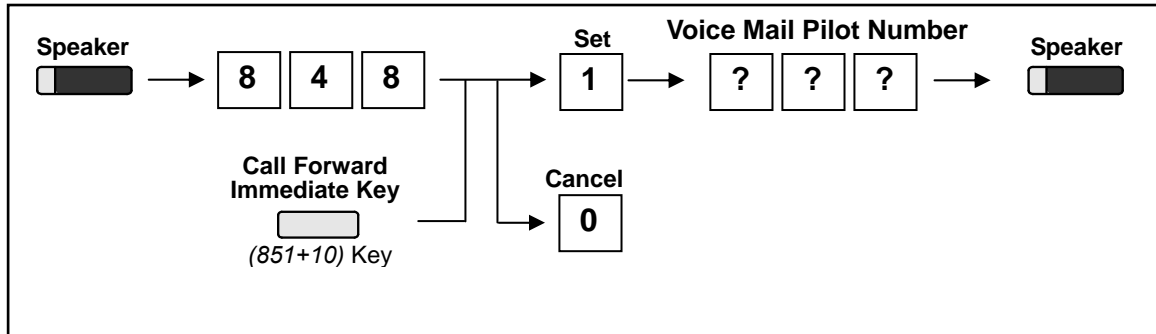 Speaker
8 4 8
Set
1
Voice Mail Pilot Number
? ? ?
Speaker
Call Forward
Immediate Key
(851+10) Key
Cancel
0